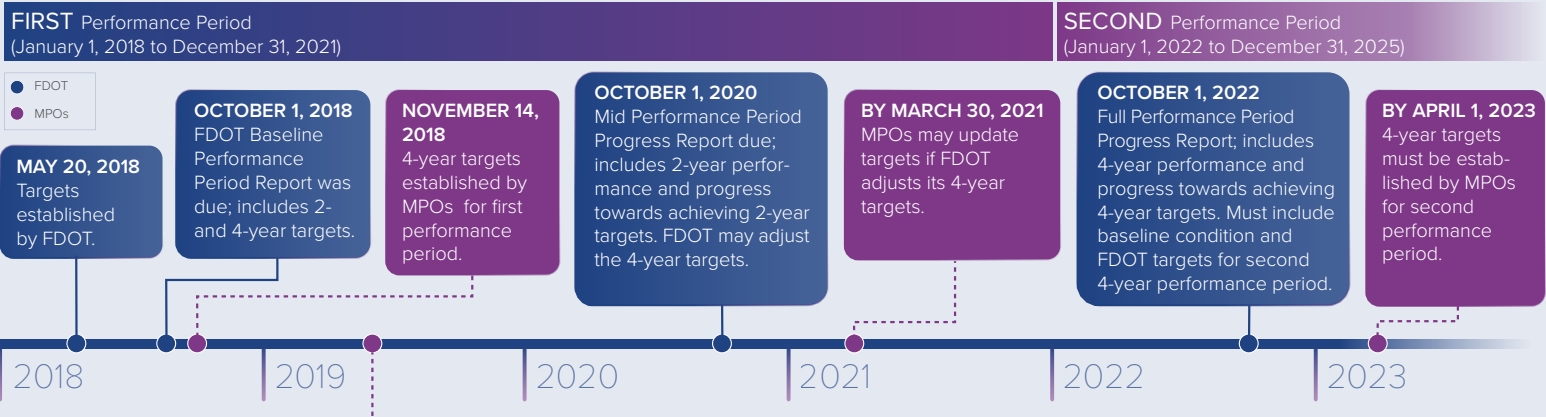 FIRST Performance Period
(January 1, 2018 to December 31, 2021)
SECOND Performance Period
(January 1, 2022 to December 31, 2025)
FDOT
MPOs
MAY 20, 2018
Targets
established
by FDOT.
OCTOBER 1, 2018
FDOT Baseline
Performance
Period Report was
due; includes 2-
and 4-year targets.
NOVEMBER 14,
2018
4-year targets
established by
MPOs for first
performance
period.
OCTOBER 1, 2020
Mid Performance Period
Progress Report due;
includes 2-year perfor-
mance and progress
towards achieving 2-year
targets. FDOT may adjust
the 4-year targets.
BY MARCH 30, 2021
MPOs may update
targets if FDOT
adjusts its 4-year
targets.
OCTOBER 1, 2022
Full Performance Period
Progress Report; includes
4-year performance and
progress towards achieving
4-year targets. Must include
baseline condition and
FDOT targets for second
4-year performance period.
BY APRIL 1, 2023
4-year targets
must be estab-
lished by MPOs
for second
performance
period.
2018
2019
2020
2021
2022
2023